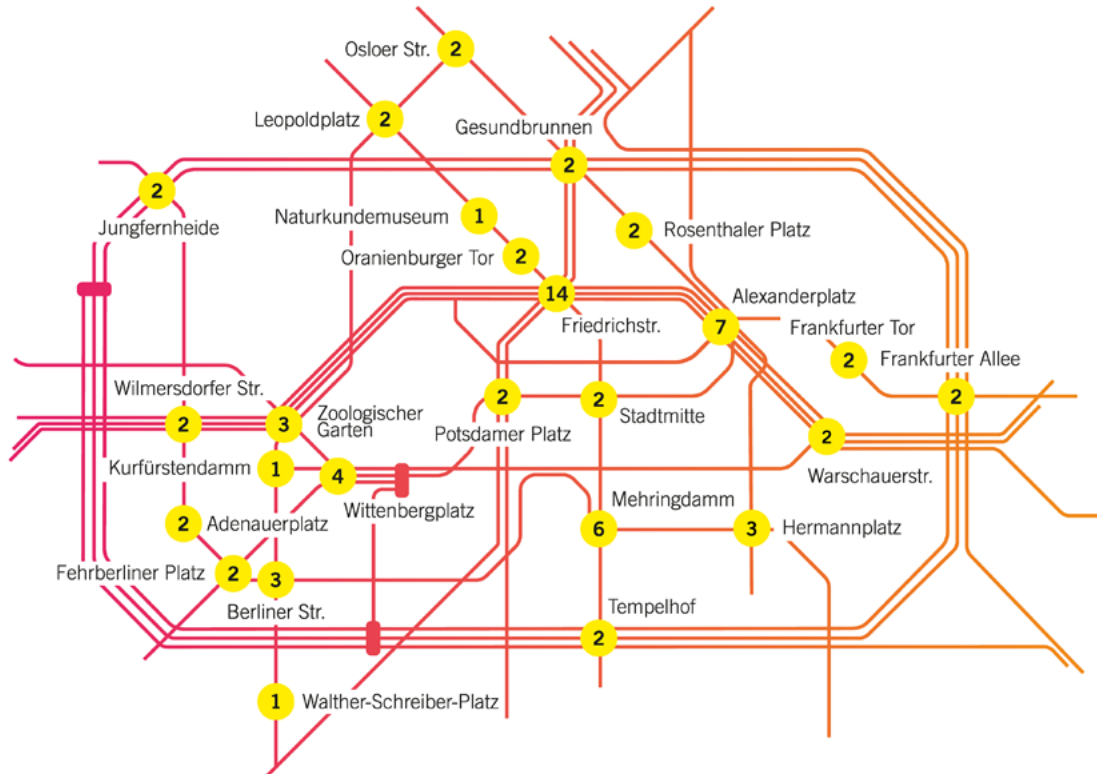 Osloer Str.
2
Leopoldplatz
2
Gesundbrunnen
2
2
Jungfernheide
Naturkundemuseum
1
2
Rosenthaler Platz
Oranienburger Tor
2
14
Friedrichstr.
Alexanderplatz
7
Frankfurter Tor
2
Frankfurter Allee
2
Wilmersdorfer Str.
2
3
Zoologischer
Garten
2
Potsdamer Platz
2
Stadtmitte
2
Warschauerstr.
Kurfürstendamm
1
4
Wittenbergplatz
2
Adenauerplatz
Mehringdamm
6
3
Hermannplatz
Fehrberliner Platz
2
3
Berliner Str.
Tempelhof
2
1
Walther-Schreiber-Platz